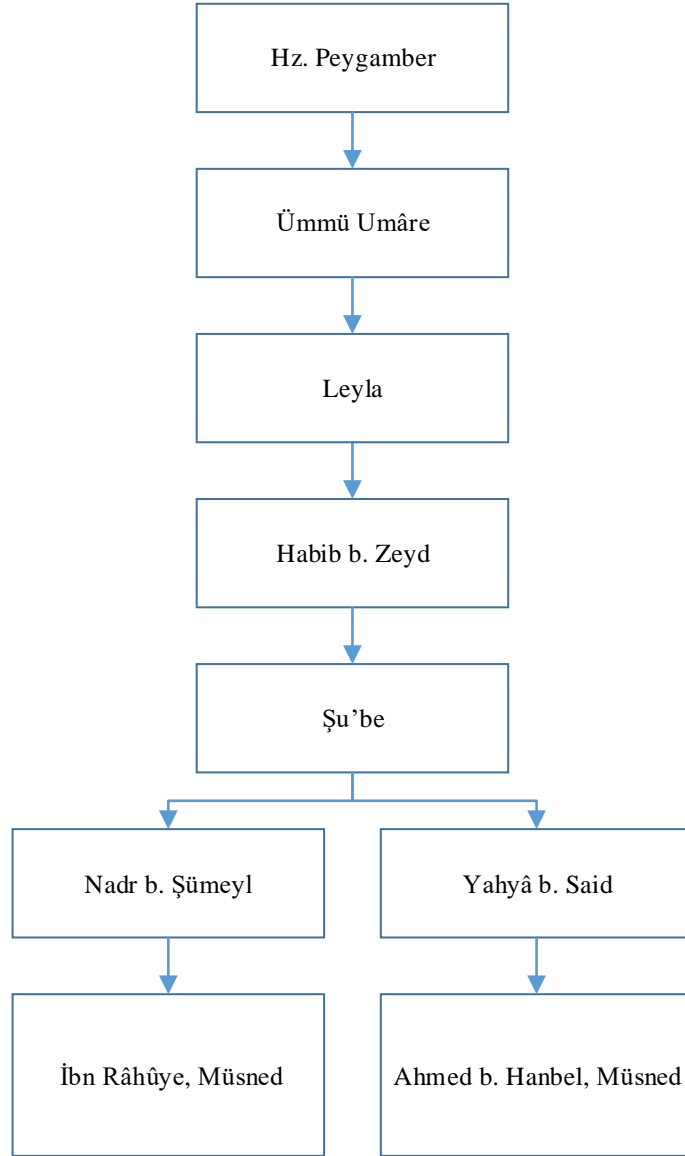 Hz. Peygamber
Ümmü Umâre
Leyla
Habib b. Zeyd
Şu’be
Nadr b. Şümeyl
Yahyâ b. Said
İbn Râhûye, Müsned
Ahmed b. Hanbel, Müsned